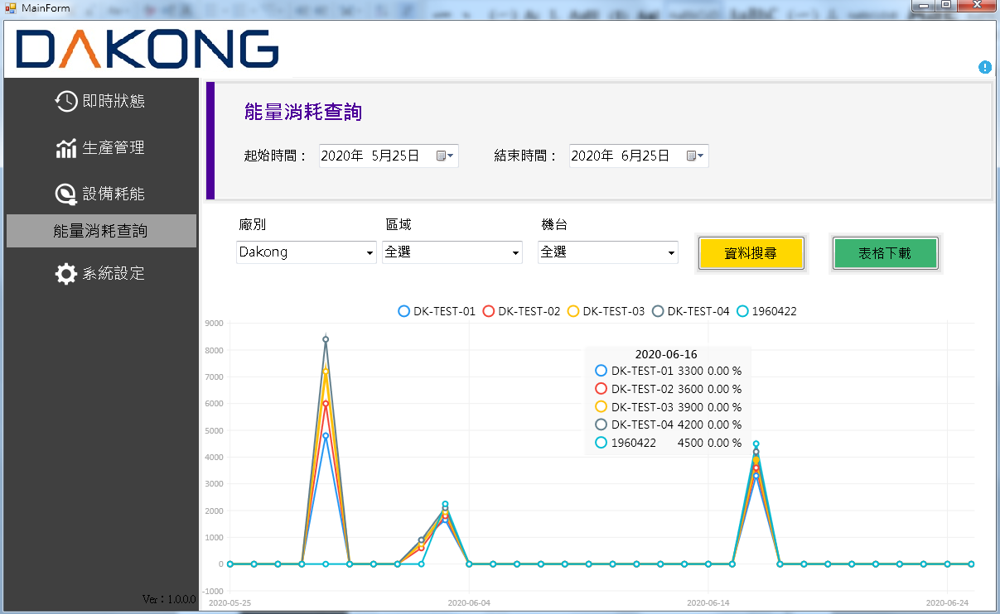 MainForm
DAKONG
即時狀態
生產管理
設備耗能
能量消耗查詢
系統設定
Ver：1.0.0.0
能量消耗查詢
起始時間： 2020年 5月25日 結束時間： 2020年 6月25日
廠別 區域 機台
Dakong 全選 全選 資料搜尋 表格下載
DK-TEST-01 DK-TEST-02 DK-TEST-03 DK-TEST-04 1960422
9000
8000
7000
6000
5000
4000
3000
2000
1000
0
-1000
2020-06-16
DK-TEST-01 3300 0.00 %
DK-TEST-02 3600 0.00 %
DK-TEST-03 3900 0.00 %
DK-TEST-04 4200 0.00 %
1960422 4500 0.00 %
2020-05-25 2020-06-04 2020-06-14 2020-06-24